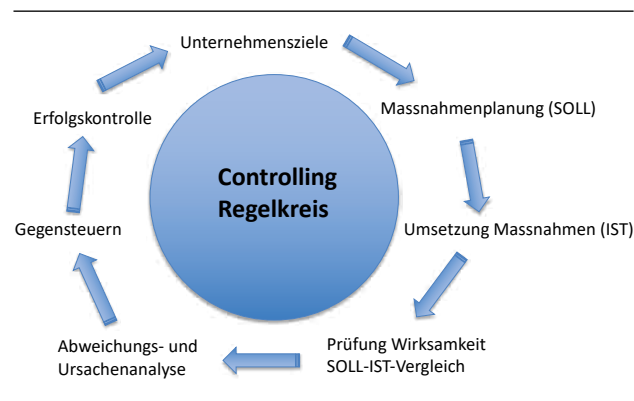 Unternehmensziele
Massnahmenplanung (SOLL)
Umsetzung Massnahmen (IST)
Prüfung Wirksamkeit
SOLL-IST-Vergleich
Abweichungs- und
Ursachenanalyse
Gegensteuern
Erfolgskontrolle
Controlling
Regelkreis